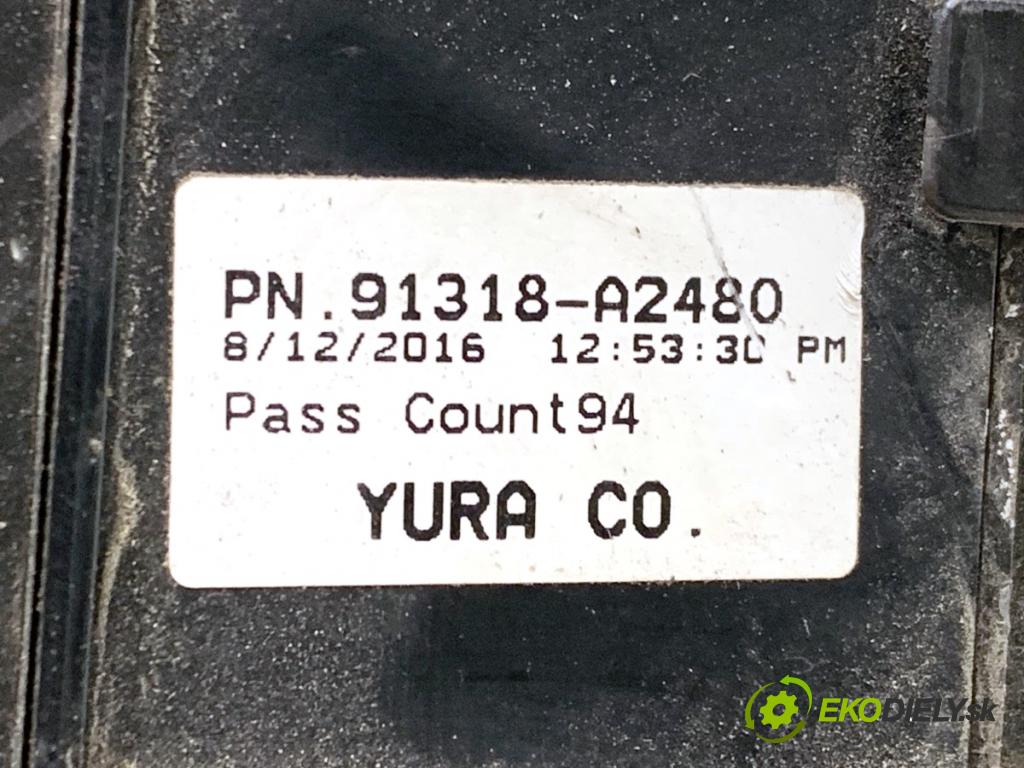 PN.91318-A2480
8/12/2016 12:53:30 PM
Pass Count94
YURA CO.
EKODIELY.sk